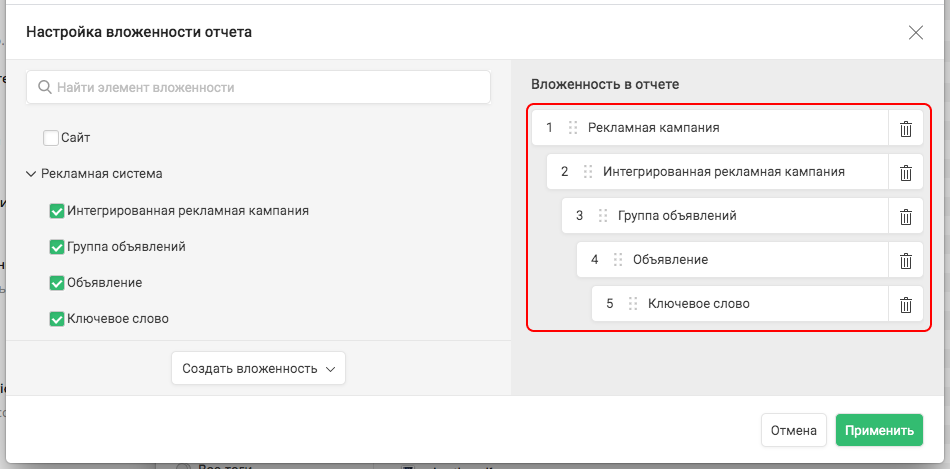 Настройка вложенности отчета
Найти элемент вложенности
Сайт
Рекламная система
Интегрированная рекламная кампания
Группа объявлений
Объявление
Ключевое слово
Создать вложенность
Вложенность в отчете
1 Рекламная кампания
2 Интегрированная рекламная кампания
3 Группа объявлений
4 Объявление
5 Ключевое слово
Отмена
Применить